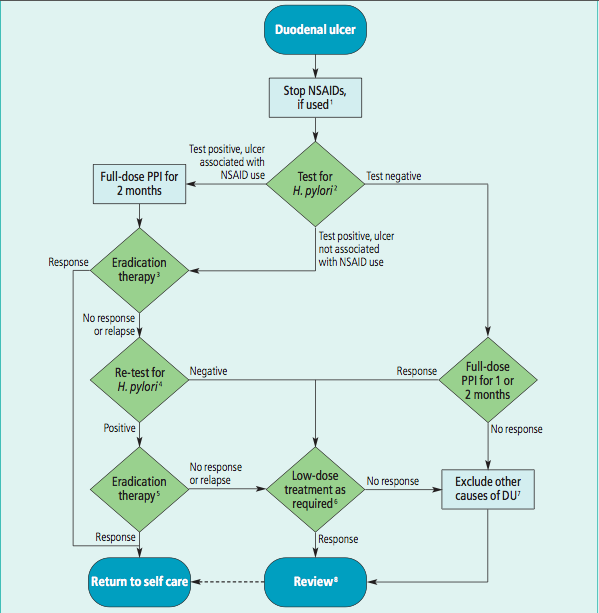 Duodenal ulcer
Stop NSAIDs,
if used¹
Test positive, ulcer
associated with
NSAID use
Test for
H. pylori²
Test negative
Full-dose PPI for
2 months
Test positive, ulcer
not associated
with NSAID use
Response
Eradication
therapy³
No response
or relapse
Re-test for
H. pylori⁴
Negative
Response
Full-dose
PPI for 1 or
2 months
Positive
No response
Eradication
therapy⁵
No response
or relapse
Low-dose
treatment as
required⁶
No response
Exclude other
causes of DU⁷
Response
Response
Return to self care
Review⁸